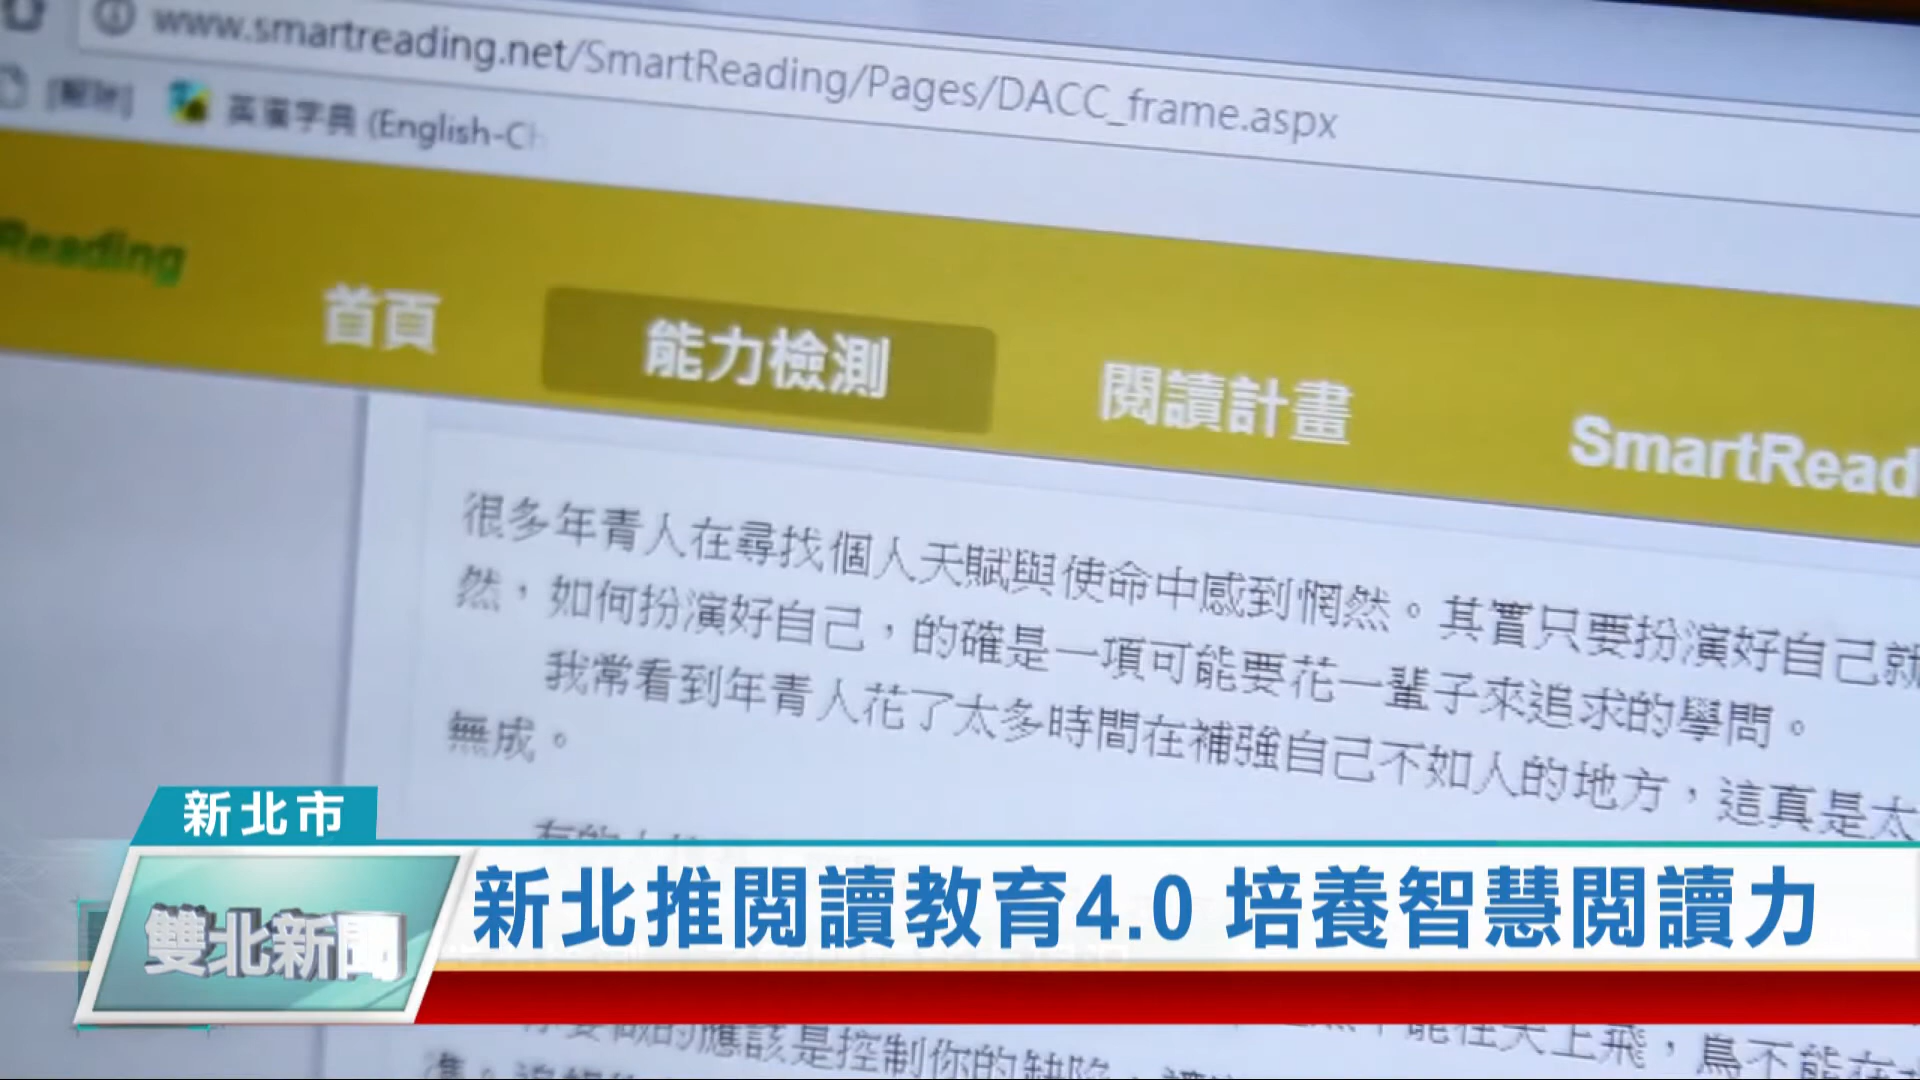 www.smartreading.net/SmartReading/Pages/DACC_frame.aspx
[解除] 英漢字典 (English-Ch
Reading
首頁 能力檢測 閱讀計畫 SmartRead
很多年青人在尋找個人天賦與使命中感到惘然。其實只要扮演好自己就
然,如何扮演好自己,的確是一項可能要花一輩子來追求的學問。
我常看到年青人花了太多時間在補強自己不如人的地方,這真是太
無成。
新北市
雙北新聞
新北推閱讀教育4.0 培養智慧閱讀力
應該是控制你的缺陷
能在天上飛,鳥不能在